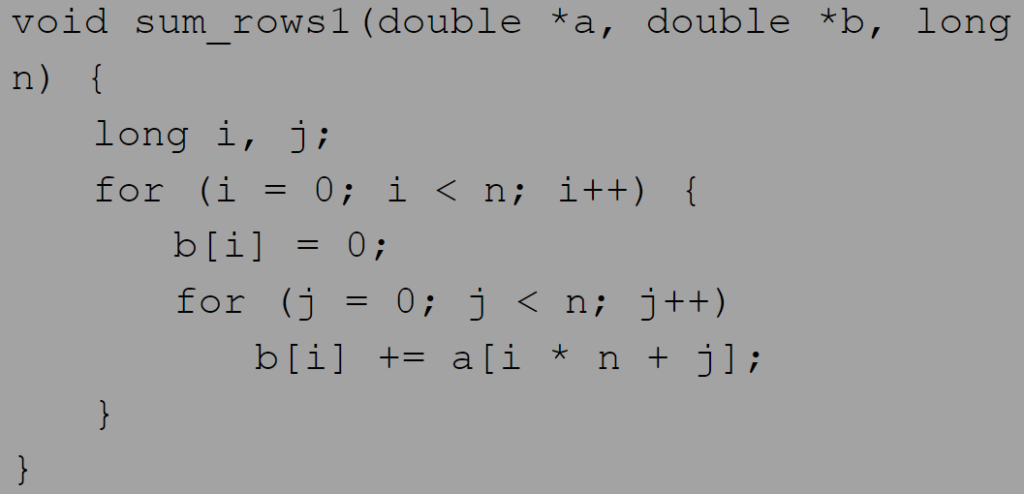 void sum_rows1(double *a, double *b, long
n) {
    long i, j;
    for (i = 0; i < n; i++) {
        b[i] = 0;
        for (j = 0; j < n; j++)
            b[i] += a[i * n + j];
    }
}